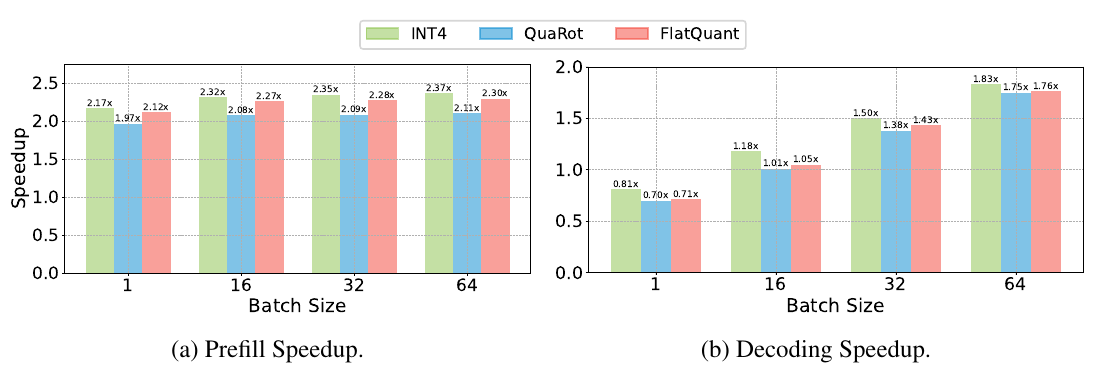 INT4 QuaRot FlatQuant
Speedup
2.5
2.0
1.5
1.0
0.5
0.0
2.17x 1.97x 2.12x
2.32x 2.08x 2.27x
2.35x 2.09x 2.28x
2.37x 2.11x 2.30x
1 16 32 64
Batch Size
(a) Prefill Speedup.
2.0
1.5
1.0
0.5
0.0
0.81x 0.70x 0.71x
1.18x 1.01x 1.05x
1.50x 1.38x 1.43x
1.83x 1.75x 1.76x
1 16 32 64
Batch Size
(b) Decoding Speedup.